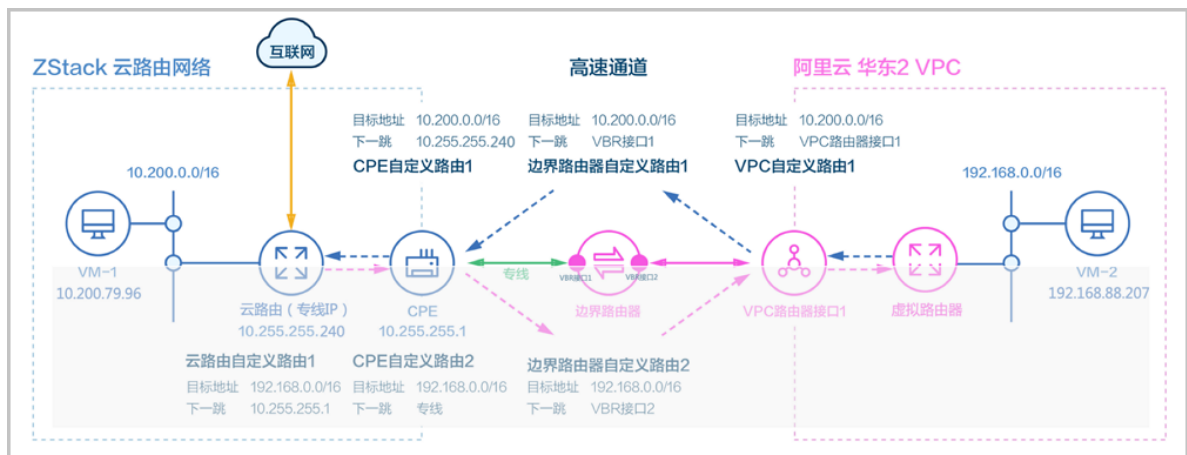 互联网
ZStack 云路由网络
高速通道
阿里云 华东2 VPC
目标地址 10.200.0.0/16
下一跳 10.255.255.240
CPE自定义路由1
目标地址 10.200.0.0/16
下一跳 VBR接口1
边界路由器自定义路由1
目标地址 10.200.0.0/16
下一跳 VPC路由器接口1
VPC自定义路由1
10.200.0.0/16
192.168.0.0/16
VM-1
10.200.79.96
云路由（专线IP）
10.255.255.240
CPE
10.255.255.1
专线
VBR接口1
VBR接口2
边界路由器
VPC路由器接口1
虚拟路由器
VM-2
192.168.88.207
云路由自定义路由1
目标地址 192.168.0.0/16
下一跳 10.255.255.1
CPE自定义路由2
目标地址 192.168.0.0/16
下一跳 专线
边界路由器自定义路由2
目标地址 192.168.0.0/16
下一跳 VBR接口2